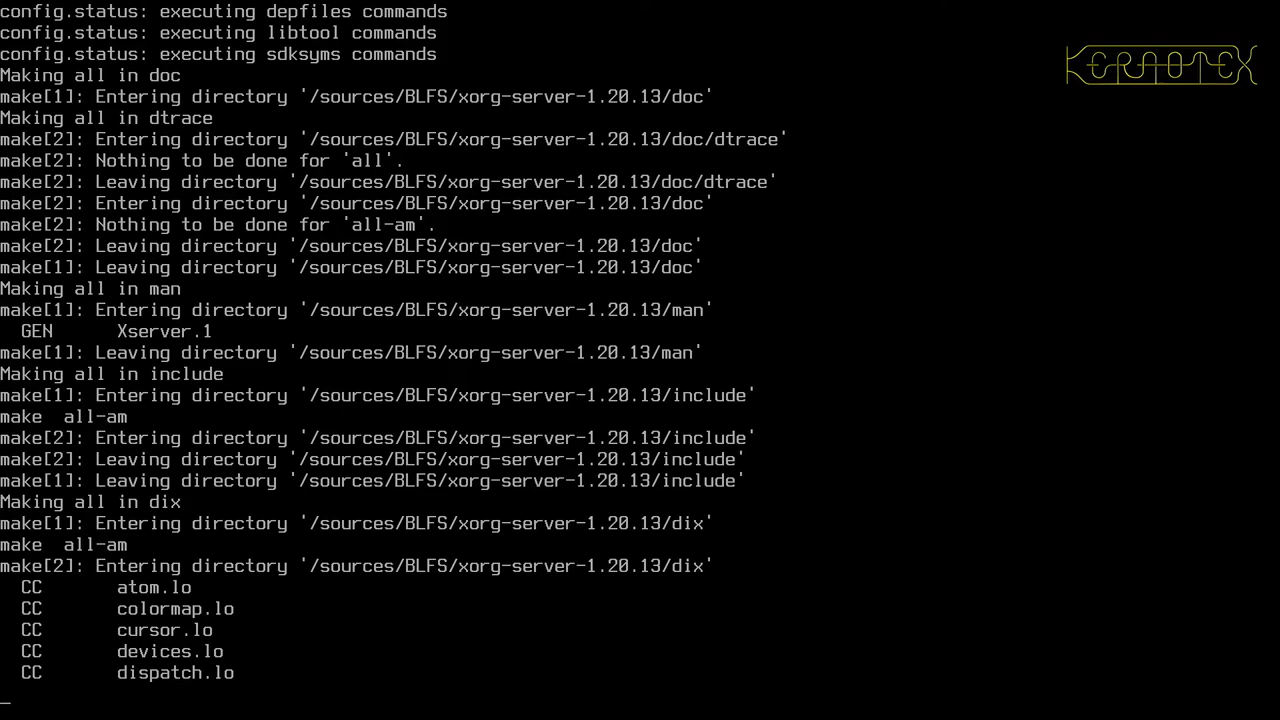 config.status: executing depfiles commands
config.status: executing libtool commands
config.status: executing sdksyms commands
KERNOTEX
Making all in doc
make[1]: Entering directory '/sources/BLFS/xorg-server-1.20.13/doc'
Making all in dtrace
make[2]: Entering directory '/sources/BLFS/xorg-server-1.20.13/doc/dtrace'
make[2]: Nothing to be done for 'all'.
make[2]: Leaving directory '/sources/BLFS/xorg-server-1.20.13/doc/dtrace'
make[2]: Entering directory '/sources/BLFS/xorg-server-1.20.13/doc'
make[2]: Nothing to be done for 'all-am'.
make[2]: Leaving directory '/sources/BLFS/xorg-server-1.20.13/doc'
make[1]: Leaving directory '/sources/BLFS/xorg-server-1.20.13/doc'
Making all in man
make[1]: Entering directory '/sources/BLFS/xorg-server-1.20.13/man'
  GEN      Xserver.1
make[1]: Leaving directory '/sources/BLFS/xorg-server-1.20.13/man'
Making all in include
make[1]: Entering directory '/sources/BLFS/xorg-server-1.20.13/include'
make  all-am
make[2]: Entering directory '/sources/BLFS/xorg-server-1.20.13/include'
make[2]: Leaving directory '/sources/BLFS/xorg-server-1.20.13/include'
make[1]: Leaving directory '/sources/BLFS/xorg-server-1.20.13/include'
Making all in dix
make[1]: Entering directory '/sources/BLFS/xorg-server-1.20.13/dix'
make  all-am
make[2]: Entering directory '/sources/BLFS/xorg-server-1.20.13/dix'
  CC       atom.lo
  CC       colormap.lo
  CC       cursor.lo
  CC       devices.lo
  CC       dispatch.lo